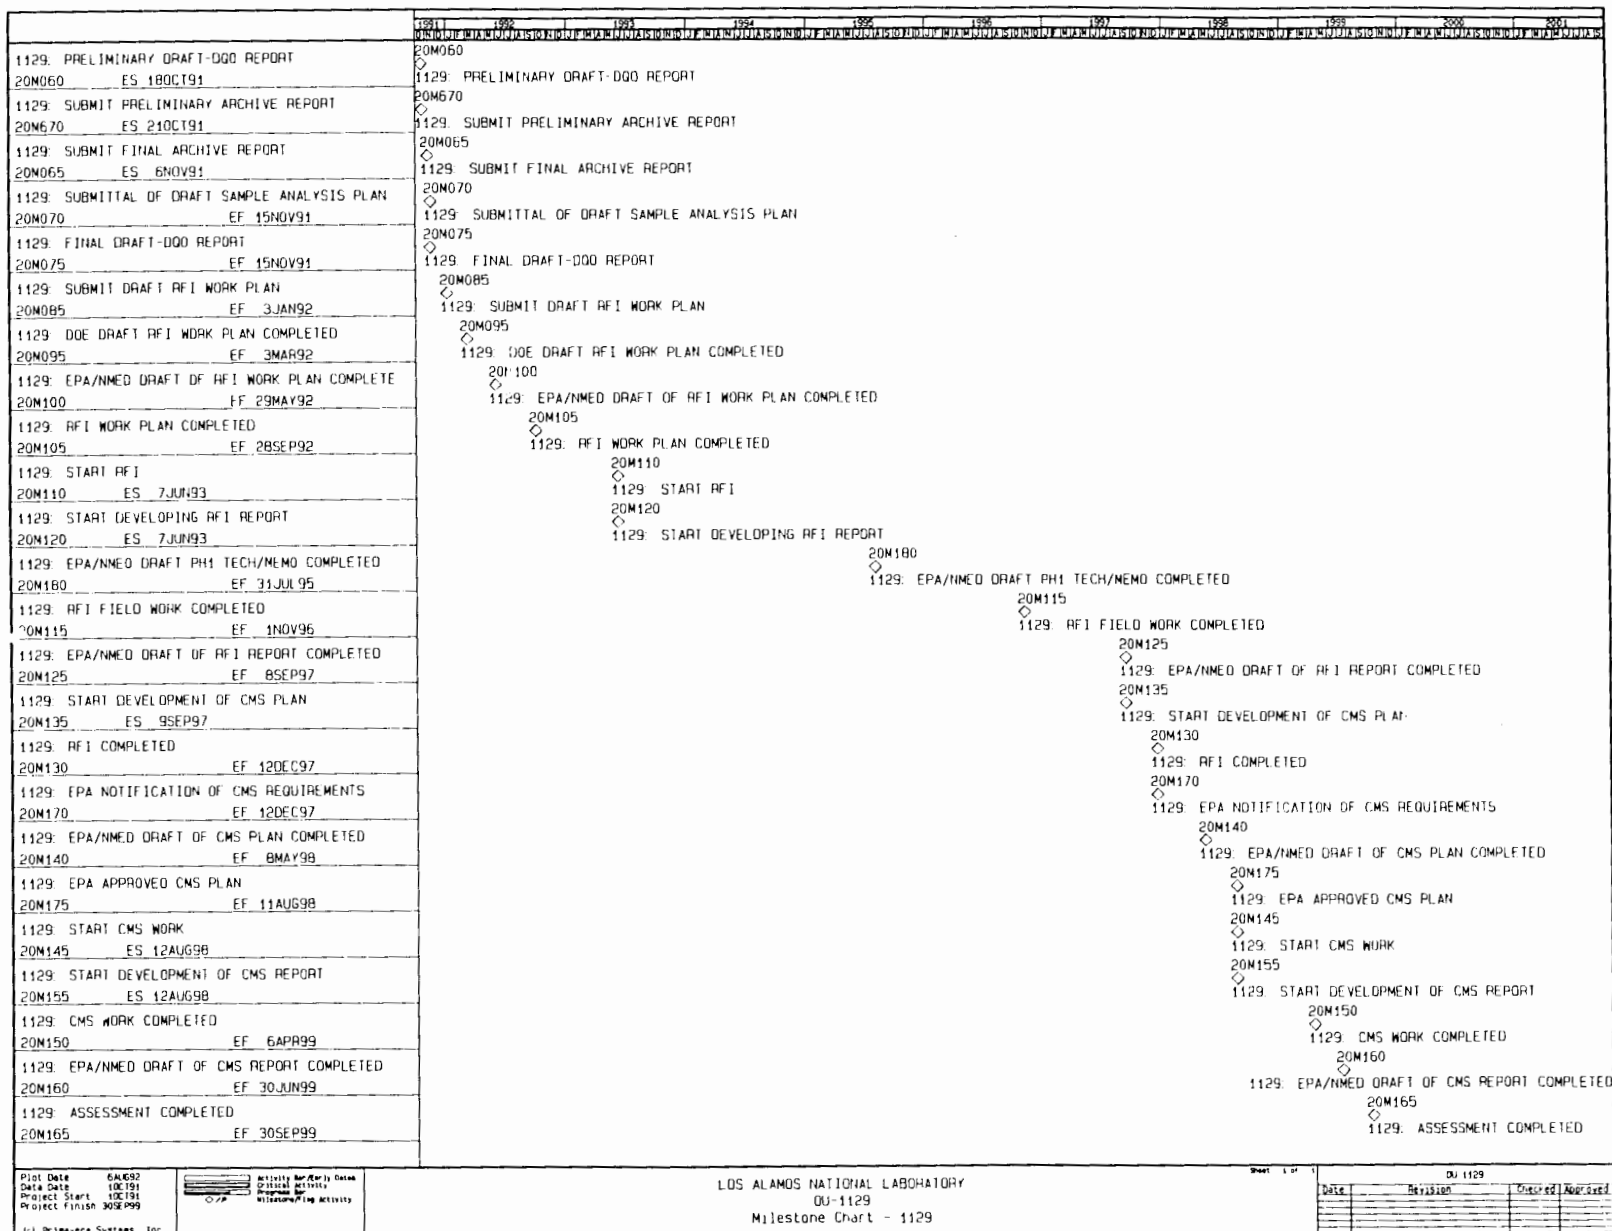 1991 1992 1993 1994 1995 1996 1997 1998 1999 2000 2001
1129: PRELIMINARY DRAFT-DQO REPORT
20M060 ES 18OCT91
1129: SUBMIT PRELIMINARY ARCHIVE REPORT
20M670 ES 21OCT91
1129: SUBMIT FINAL ARCHIVE REPORT
20M065 ES 6NOV91
1129: SUBMITTAL OF DRAFT SAMPLE ANALYSIS PLAN
20M070 EF 15NOV91
1129: FINAL DRAFT-DQO REPORT
20M075 EF 15NOV91
1129: SUBMIT DRAFT RFI WORK PLAN
20M085 EF 3JAN92
1129 DOE DRAFT RFI WORK PLAN COMPLETED
20M095 EF 3MAR92
1129: EPA/NMED DRAFT OF RFI WORK PLAN COMPLETE
20M100 EF 29MAY92
1129: RFI WORK PLAN COMPLETED
20M105 EF 28SEP92
1129: START RFI
20M110 ES 7JUN93
1129: START DEVELOPING RFI REPORT
20M120 ES 7JUN93
1129: EPA/NMED DRAFT PH1 TECH/MEMO COMPLETED
20M180 EF 31JUL95
1129: RFI FIELD WORK COMPLETED
20M115 EF 1NOV96
1129: EPA/NMED DRAFT OF RFI REPORT COMPLETED
20M125 EF 8SEP97
1129: START DEVELOPMENT OF CMS PLAN
20M135 ES 9SEP97
1129: RFI COMPLETED
20M130 EF 12DEC97
1129: EPA NOTIFICATION OF CMS REQUIREMENTS
20M170 EF 12DEC97
1129: EPA/NMED DRAFT OF CMS PLAN COMPLETED
20M140 EF 8MAY98
1129: EPA APPROVED CMS PLAN
20M175 EF 11AUG98
1129: START CMS WORK
20M145 ES 12AUG98
1129: START DEVELOPMENT OF CMS REPORT
20M155 ES 12AUG98
1129: CMS WORK COMPLETED
20M150 EF 6APR99
1129: EPA/NMED DRAFT OF CMS REPORT COMPLETED
20M160 EF 30JUN99
1129: ASSESSMENT COMPLETED
20M165 EF 30SEP99
20M060
1129: PRELIMINARY DRAFT-DQO REPORT
20M670
1129: SUBMIT PRELIMINARY ARCHIVE REPORT
20M065
1129: SUBMIT FINAL ARCHIVE REPORT
20M070
1129: SUBMITTAL OF DRAFT SAMPLE ANALYSIS PLAN
20M075
1129: FINAL DRAFT-DQO REPORT
20M085
1129: SUBMIT DRAFT RFI WORK PLAN
20M095
1129: DOE DRAFT RFI WORK PLAN COMPLETED
20M100
1129: EPA/NMED DRAFT OF RFI WORK PLAN COMPLETED
20M105
1129: RFI WORK PLAN COMPLETED
20M110
1129 START RFI
20M120
1129: START DEVELOPING RFI REPORT
20M180
1129: EPA/NMED DRAFT PH1 TECH/MEMO COMPLETED
20M115
1129: RFI FIELD WORK COMPLETED
20M125
1129: EPA/NMED DRAFT OF RFI REPORT COMPLETED
20M135
1129: START DEVELOPMENT OF CMS PLAN
20M130
1129: RFI COMPLETED
20M170
1129: EPA NOTIFICATION OF CMS REQUIREMENTS
20M140
1129: EPA/NMED DRAFT OF CMS PLAN COMPLETED
20M175
1129: EPA APPROVED CMS PLAN
20M145
1129: START CMS WORK
20M155
1129: START DEVELOPMENT OF CMS REPORT
20M150
1129: CMS WORK COMPLETED
20M160
1129: EPA/NMED DRAFT OF CMS REPORT COMPLETED
20M165
1129: ASSESSMENT COMPLETED
Plot Date 6AUG92
Data Date 1OCT91
Project Start 1OCT91
Project Finish 30SEP99
(c) Primavera Systems, Inc.
Activity Bar/Early Dates
Critical Activity
Progress Bar
Milestone/Flag Activity
LOS ALAMOS NATIONAL LABORATORY
OU-1129
Milestone Chart - 1129
Sheet 1 of 1
OU 1129
Date Revision Checked Approved